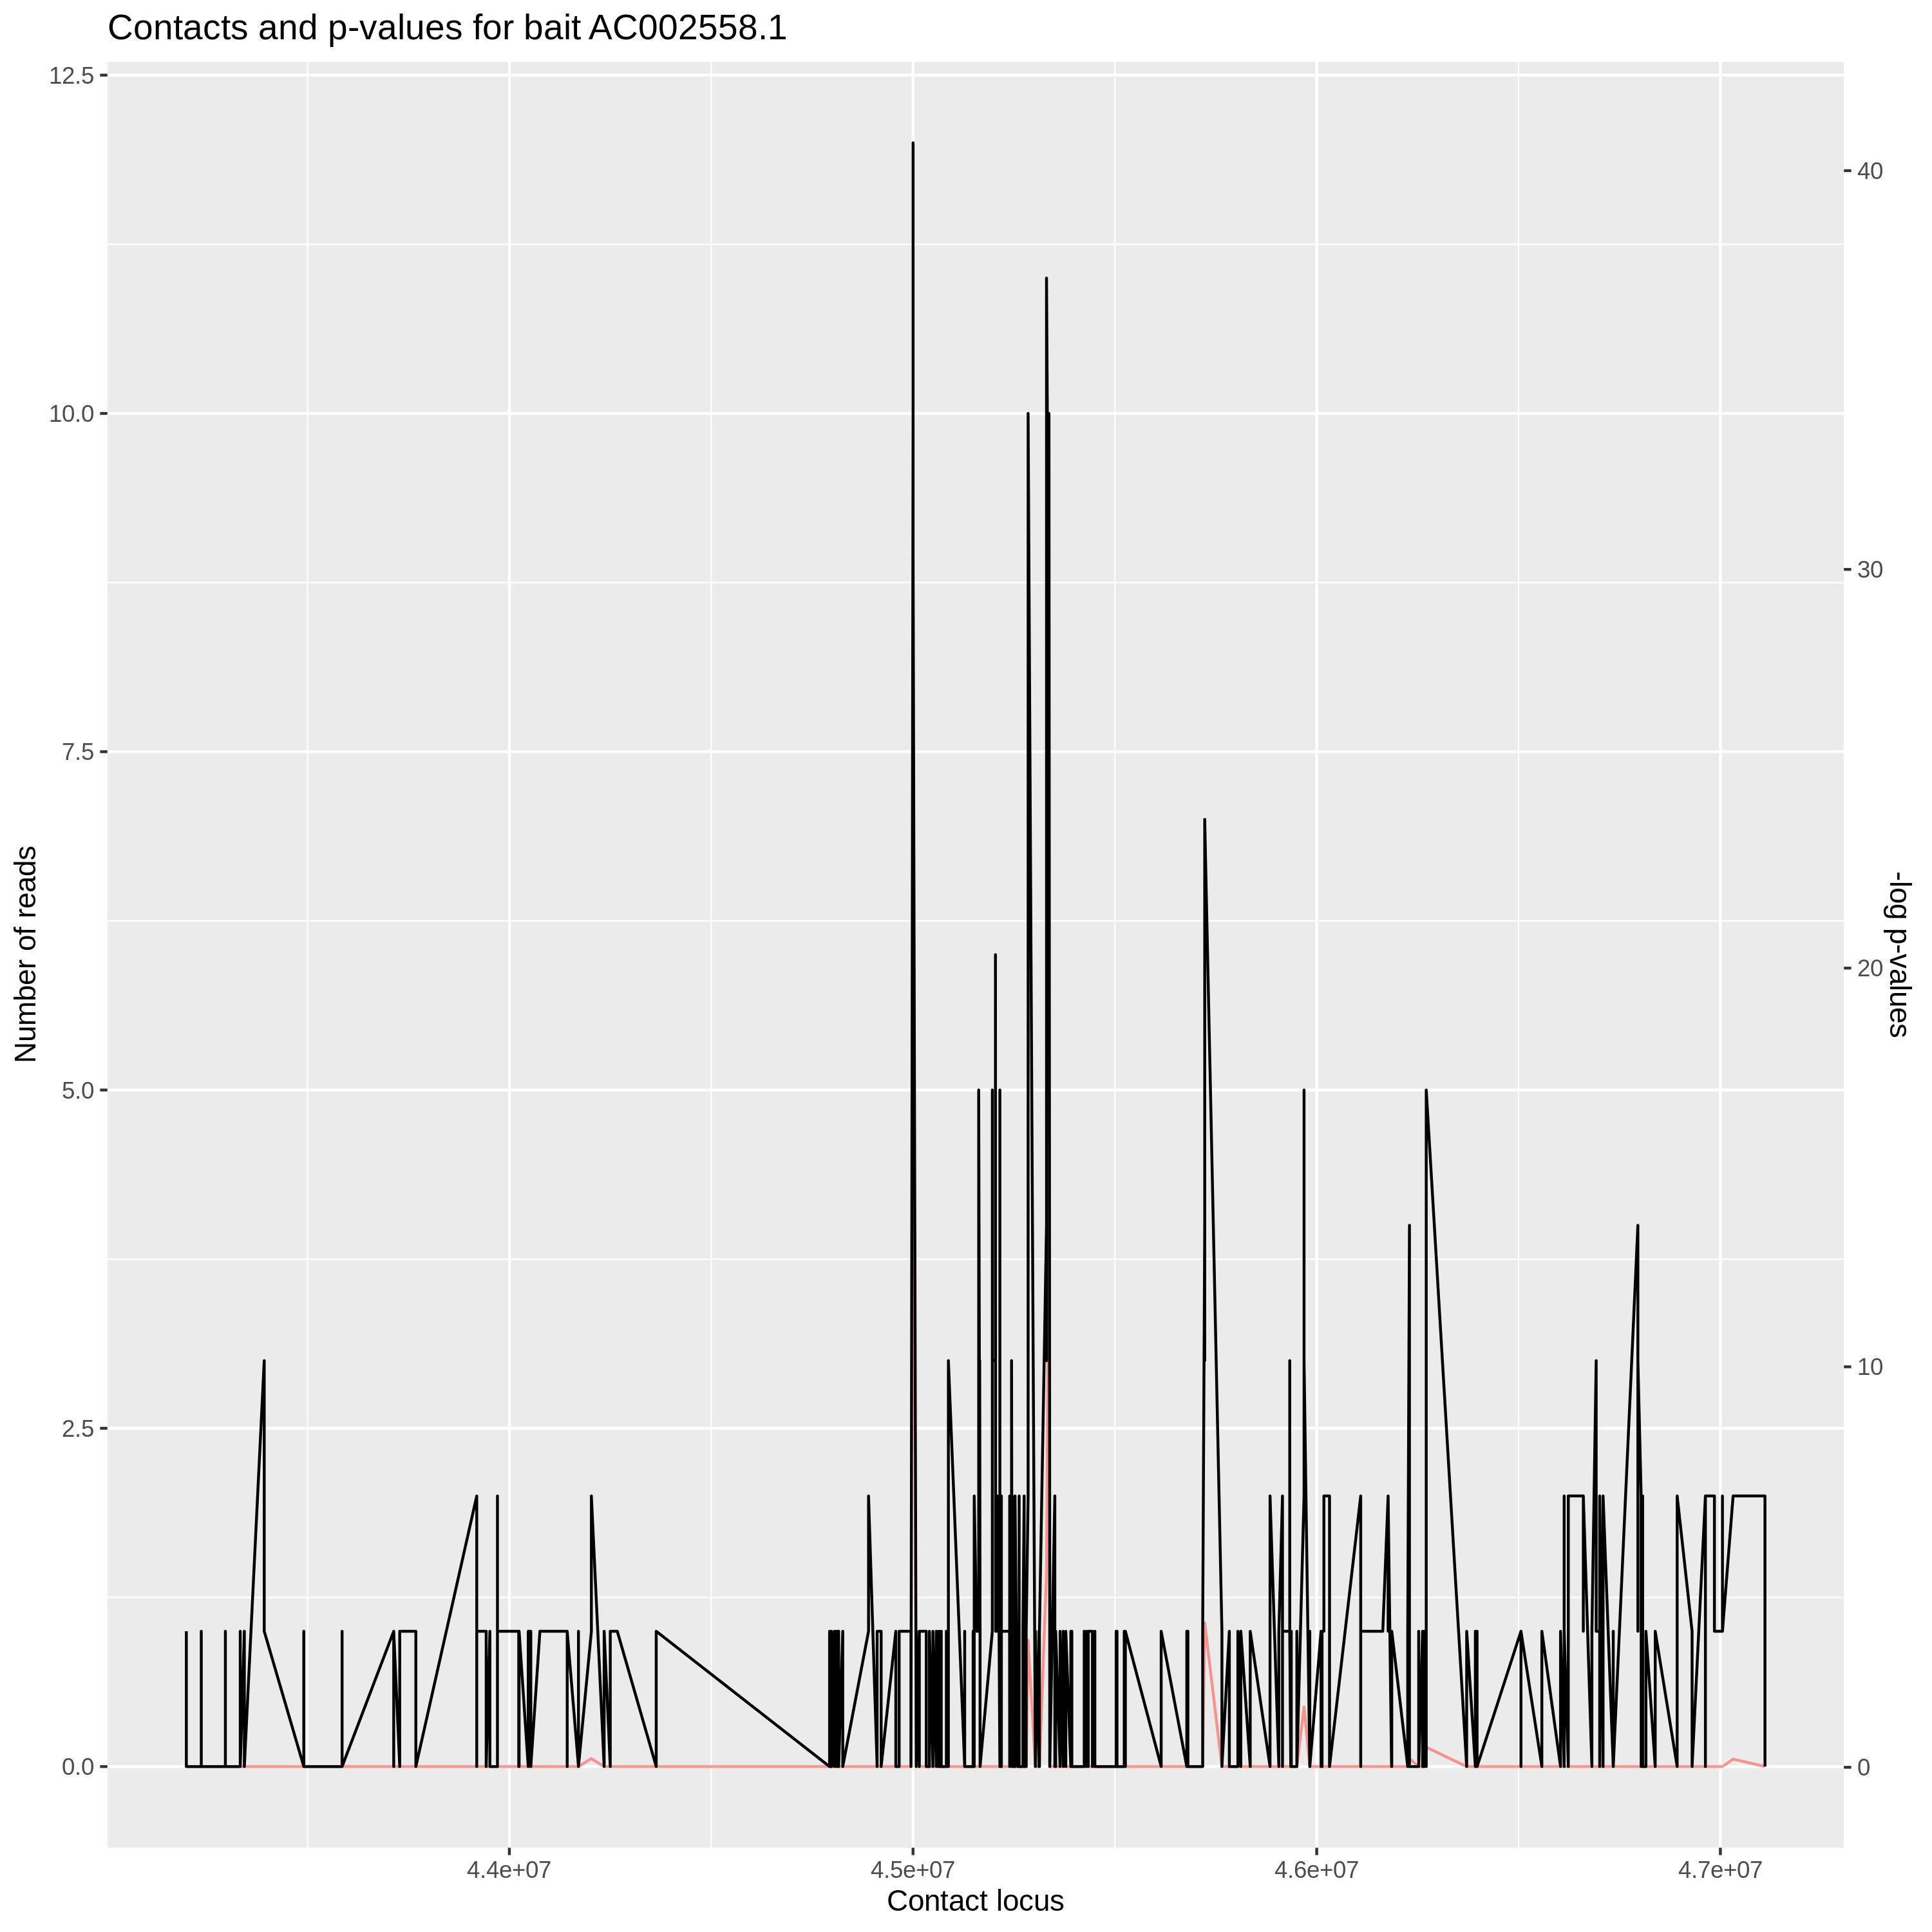 Contacts and p-values for bait AC002558.1
12.5
10.0
7.5
5.0
2.5
0.0
Number of reads
40
30
20
10
0
-log p-values
4.4e+07 4.5e+07 4.6e+07 4.7e+07
Contact locus